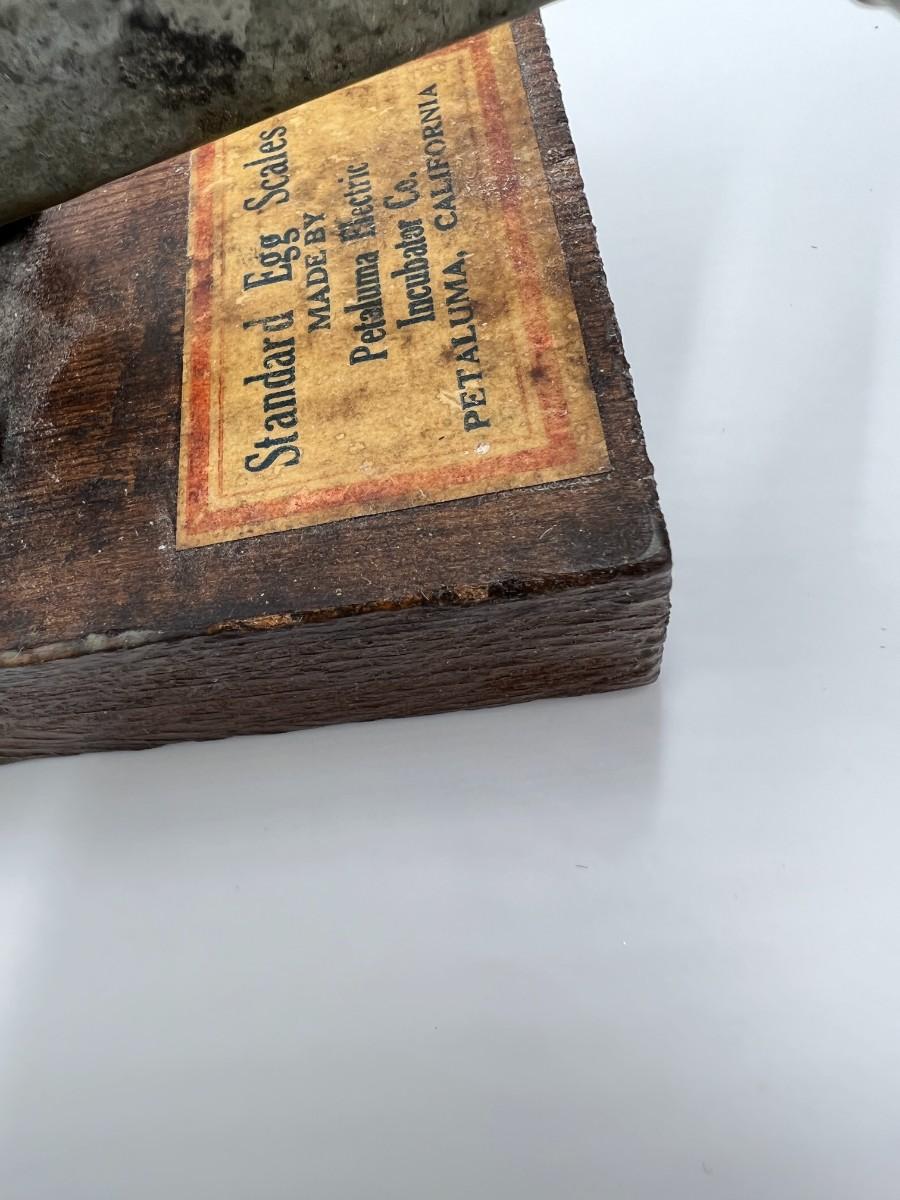 Standard Egg Scales
MADE BY
Petaluma Electric
Incubator Co.
PETALUMA, CALIFORNIA